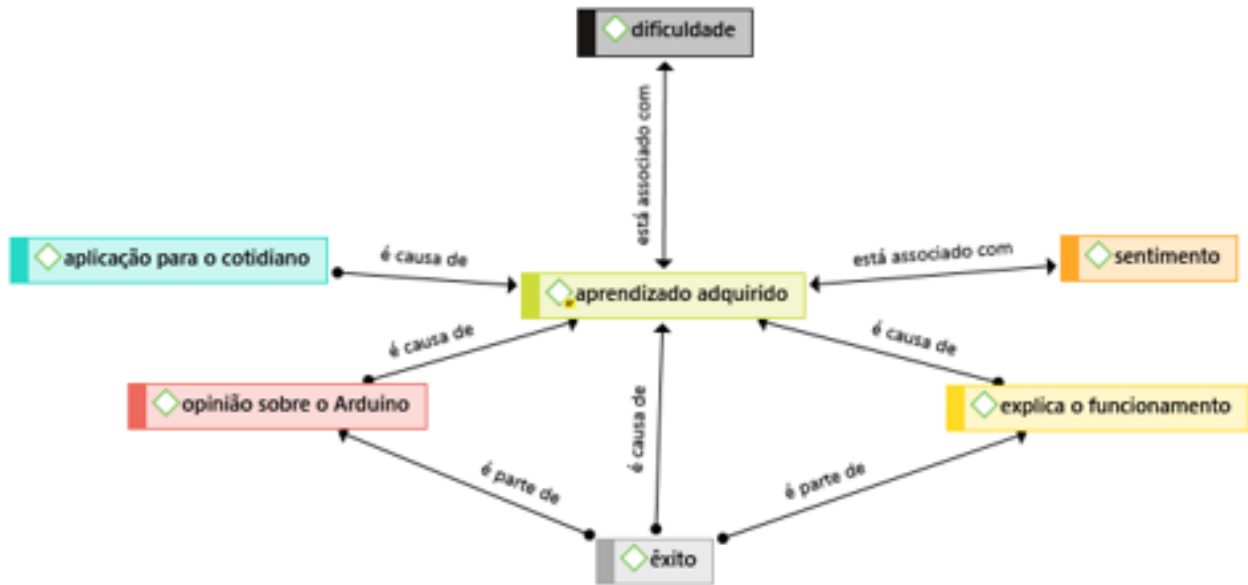 dificuldade
está associado com
aplicação para o cotidiano
é causa de
está associado com
sentimento
aprendizado adquirido
é causa de
é causa de
é causa de
opinião sobre o Arduino
explica o funcionamento
é parte de
é parte de
êxito